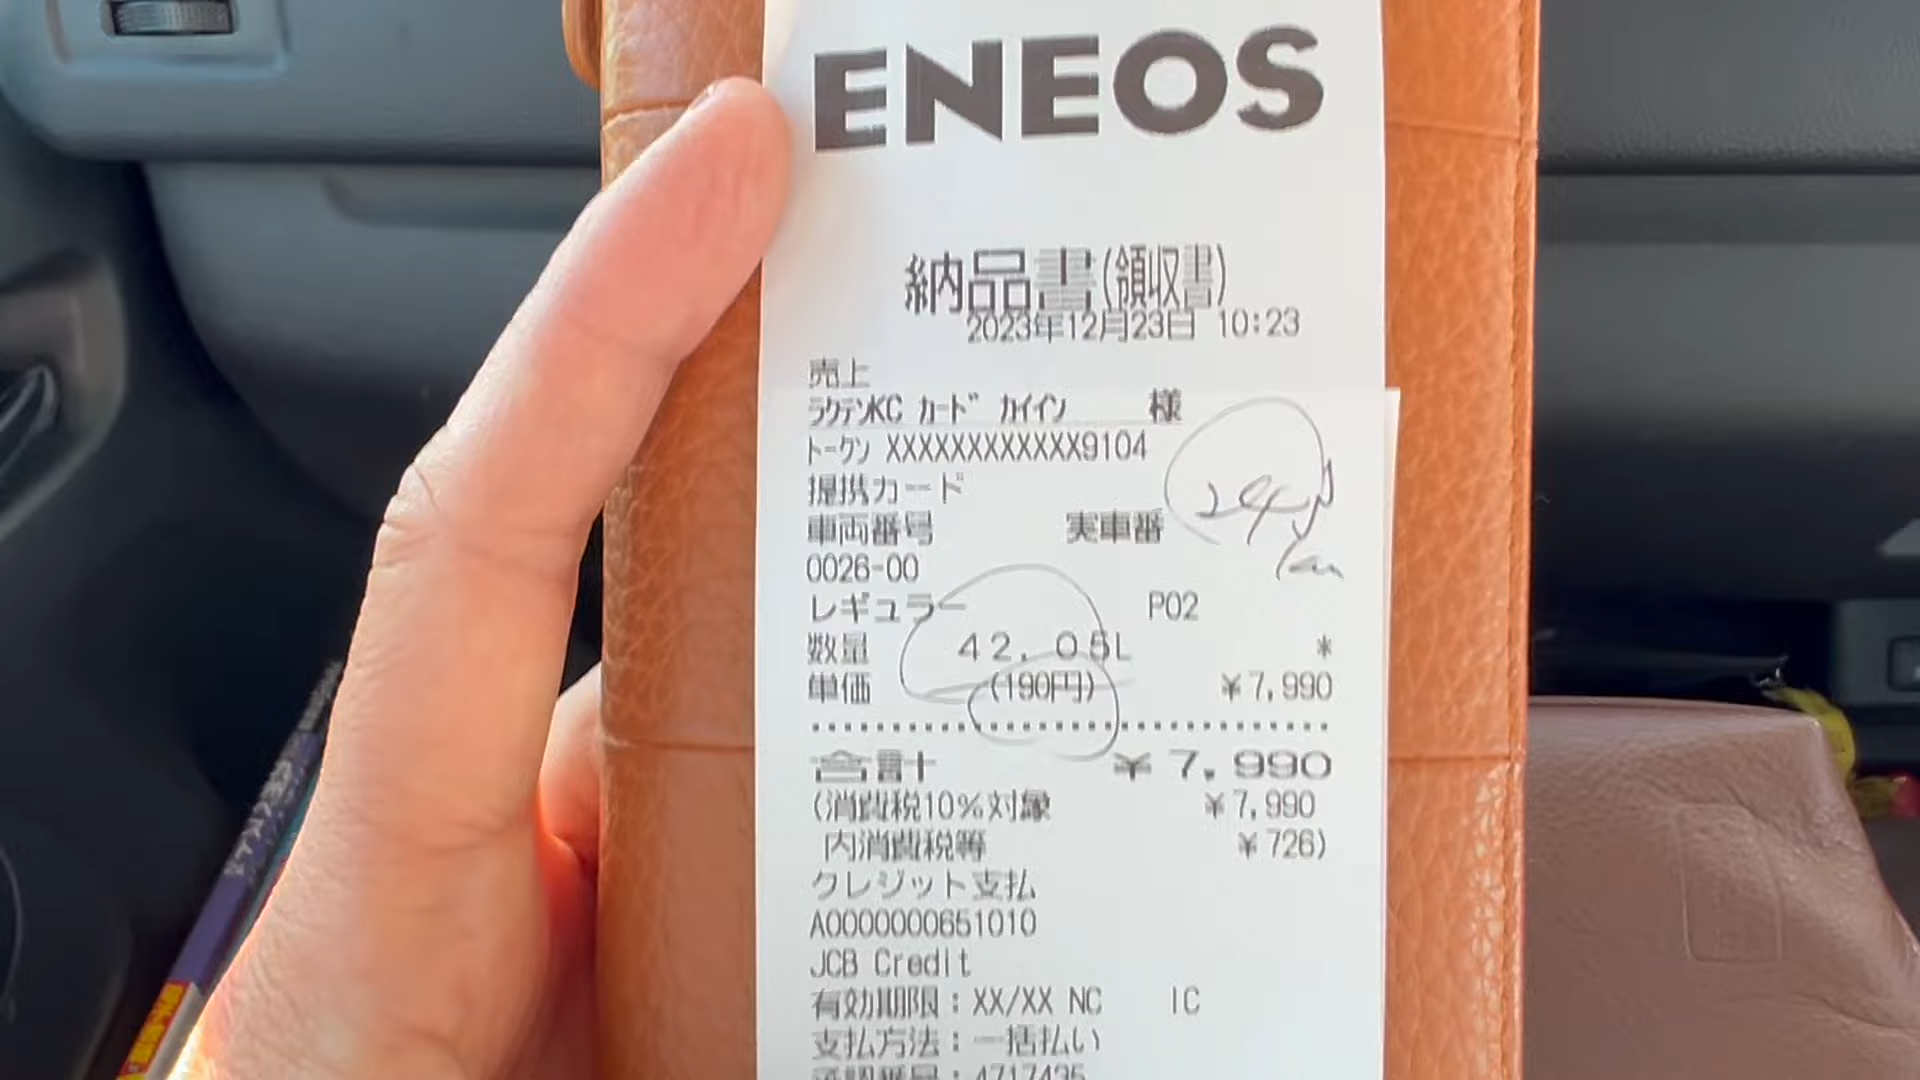 ENEOS
納品書(領収書)
2023年12月23日 10:23
売上
ラクテンKC カード カイイン 様
トークン XXXXXXXXXXXX9104
提携カード
車両番号 実車番
0026-00
レギュラー P02
数量 42.05L *
単価 (190円) ¥7,990
合計 ¥7,990
(消費税10%対象 ¥7,990
内消費税等 ¥726)
クレジット支払
A0000000651010
JCB Credit
有効期限:XX/XX NC IC
支払方法:一括払い
承認番号:4717435